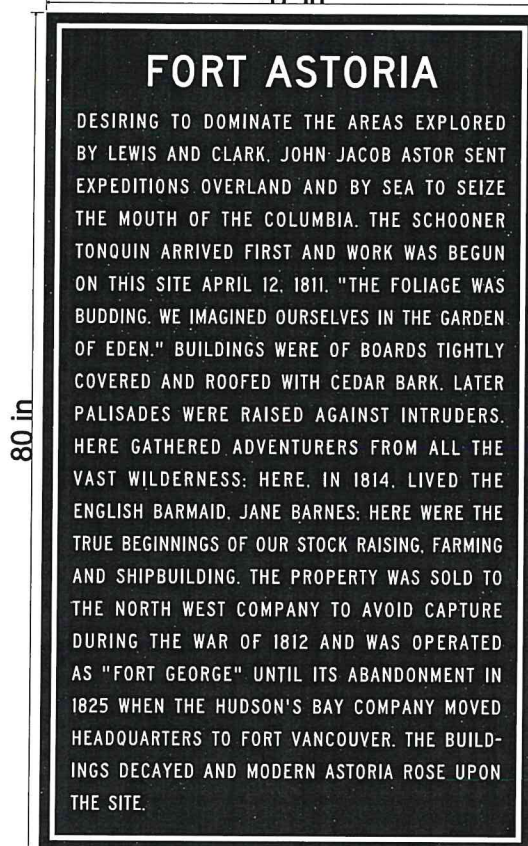 FORT ASTORIA
DESIRING TO DOMINATE THE AREAS EXPLORED
BY LEWIS AND CLARK, JOHN JACOB ASTOR SENT
EXPEDITIONS OVERLAND AND BY SEA TO SEIZE
THE MOUTH OF THE COLUMBIA. THE SCHOONER
TONQUIN ARRIVED FIRST AND WORK WAS BEGUN
ON THIS SITE APRIL 12, 1811. "THE FOLIAGE WAS
BUDDING. WE IMAGINED OURSELVES IN THE GARDEN
OF EDEN." BUILDINGS WERE OF BOARDS TIGHTLY
COVERED AND ROOFED WITH CEDAR BARK. LATER
PALISADES WERE RAISED AGAINST INTRUDERS.
HERE GATHERED ADVENTURERS FROM ALL THE
VAST WILDERNESS; HERE, IN 1814, LIVED THE
ENGLISH BARMAID, JANE BARNES; HERE WERE THE
TRUE BEGINNINGS OF OUR STOCK RAISING, FARMING
AND SHIPBUILDING. THE PROPERTY WAS SOLD TO
THE NORTH WEST COMPANY TO AVOID CAPTURE
DURING THE WAR OF 1812 AND WAS OPERATED
AS "FORT GEORGE" UNTIL ITS ABANDONMENT IN
1825 WHEN THE HUDSON'S BAY COMPANY MOVED
HEADQUARTERS TO FORT VANCOUVER. THE BUILD-
INGS DECAYED AND MODERN ASTORIA ROSE UPON
THE SITE.
80 in